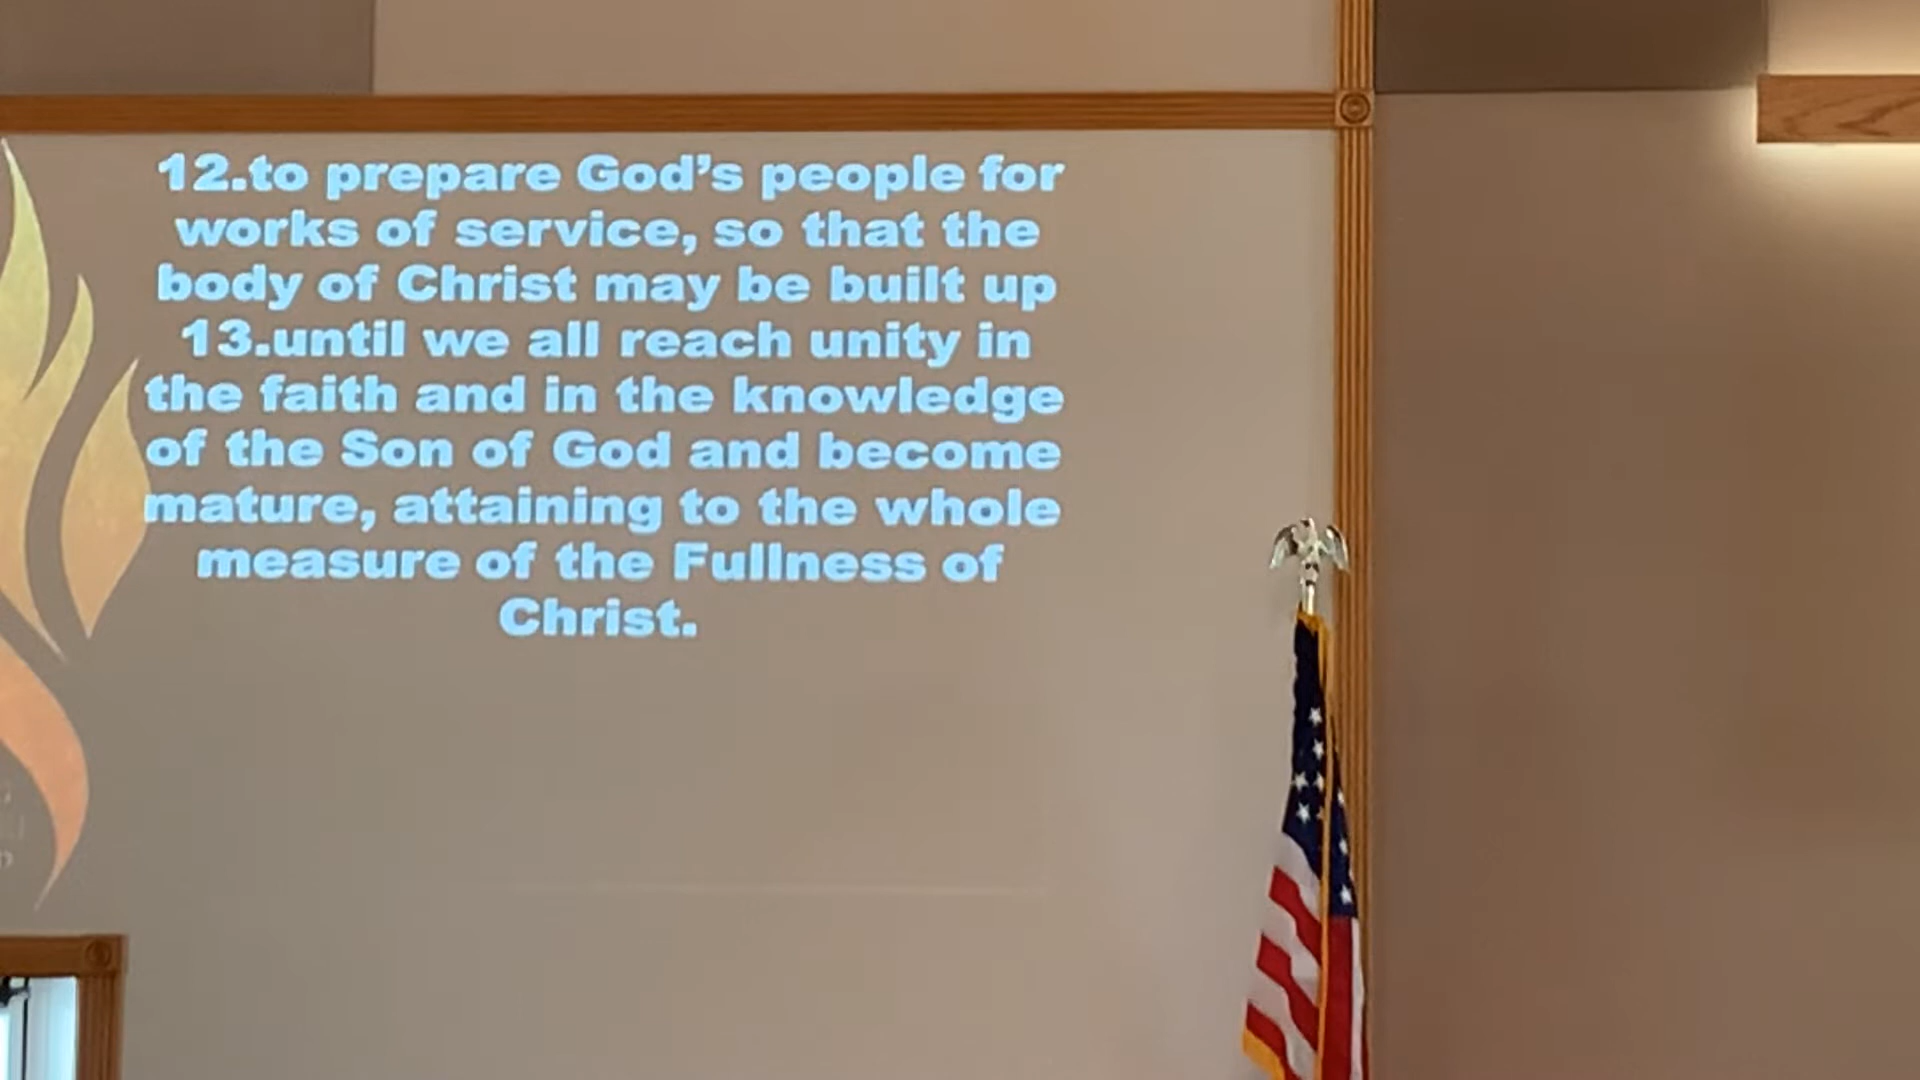 12.to prepare God’s people for
works of service, so that the
body of Christ may be built up
13.until we all reach unity in
the faith and in the knowledge
of the Son of God and become
mature, attaining to the whole
measure of the Fullness of
Christ.